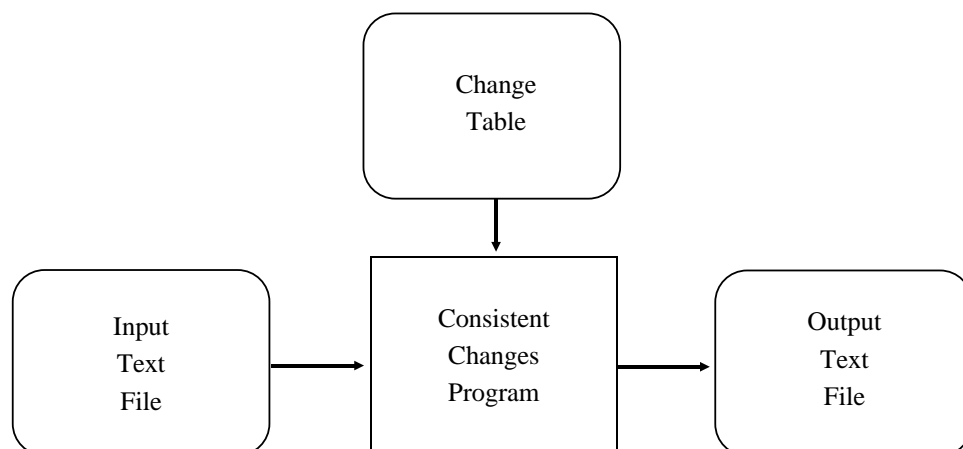 Change
Table
Input
Text
File
Consistent
Changes
Program
Output
Text
File